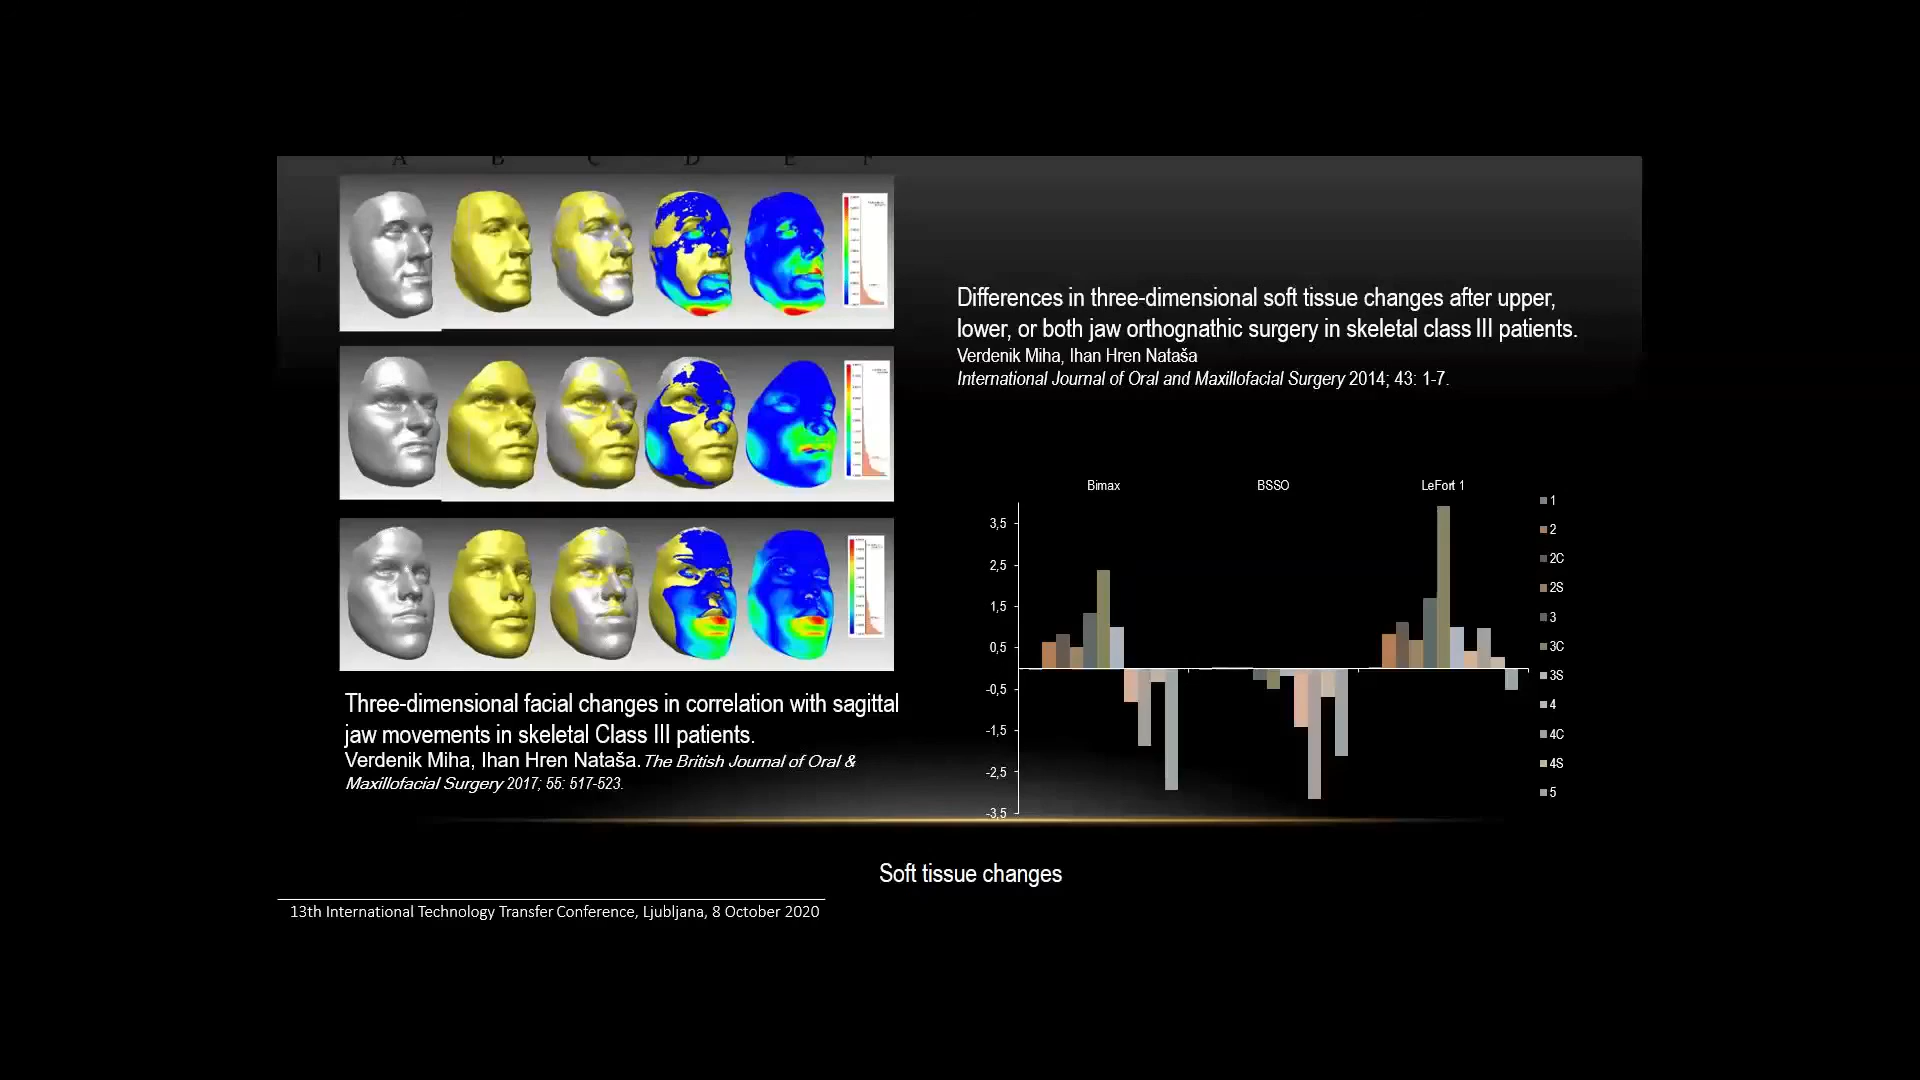 A B C D E F
Differences in three-dimensional soft tissue changes after upper,
lower, or both jaw orthognathic surgery in skeletal class III patients.
Verdenik Miha, Ihan Hren Nataša
International Journal of Oral and Maxillofacial Surgery 2014; 43: 1-7.
Three-dimensional facial changes in correlation with sagittal
jaw movements in skeletal Class III patients.
Verdenik Miha, Ihan Hren Nataša. The British Journal of Oral &
Maxillofacial Surgery 2017; 55: 517-523.
Bimax BSSO LeFort 1
3,5
2,5
1,5
0,5
-0,5
-1,5
-2,5
-3,5
1
2
2C
2S
3
3C
3S
4
4C
4S
5
Soft tissue changes
13th International Technology Transfer Conference, Ljubljana, 8 October 2020